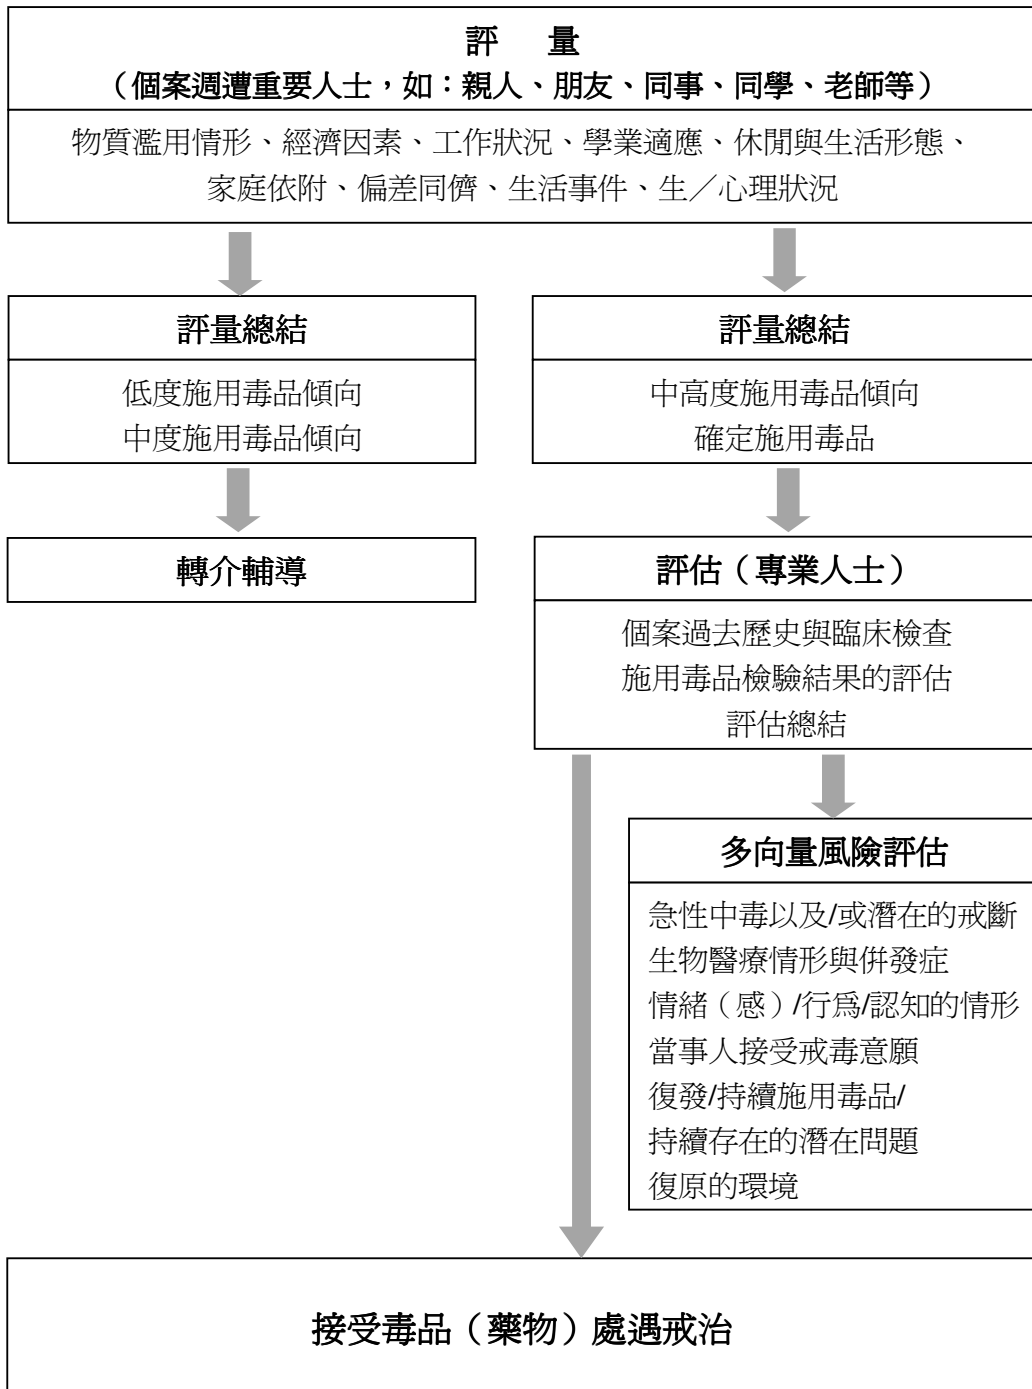 評　量
（個案週遭重要人士，如：親人、朋友、同事、同學、老師等）
物質濫用情形、經濟因素、工作狀況、學業適應、休閒與生活形態、
家庭依附、偏差同儕、生活事件、生／心理狀況
評量總結
低度施用毒品傾向
中度施用毒品傾向
轉介輔導
評量總結
中高度施用毒品傾向
確定施用毒品
評估（專業人士）
個案過去歷史與臨床檢查
施用毒品檢驗結果的評估
評估總結
多向量風險評估
急性中毒以及/或潛在的戒斷
生物醫療情形與併發症
情緒（感）/行為/認知的情形
當事人接受戒毒意願
復發/持續施用毒品/
持續存在的潛在問題
復原的環境
接受毒品（藥物）處遇戒治